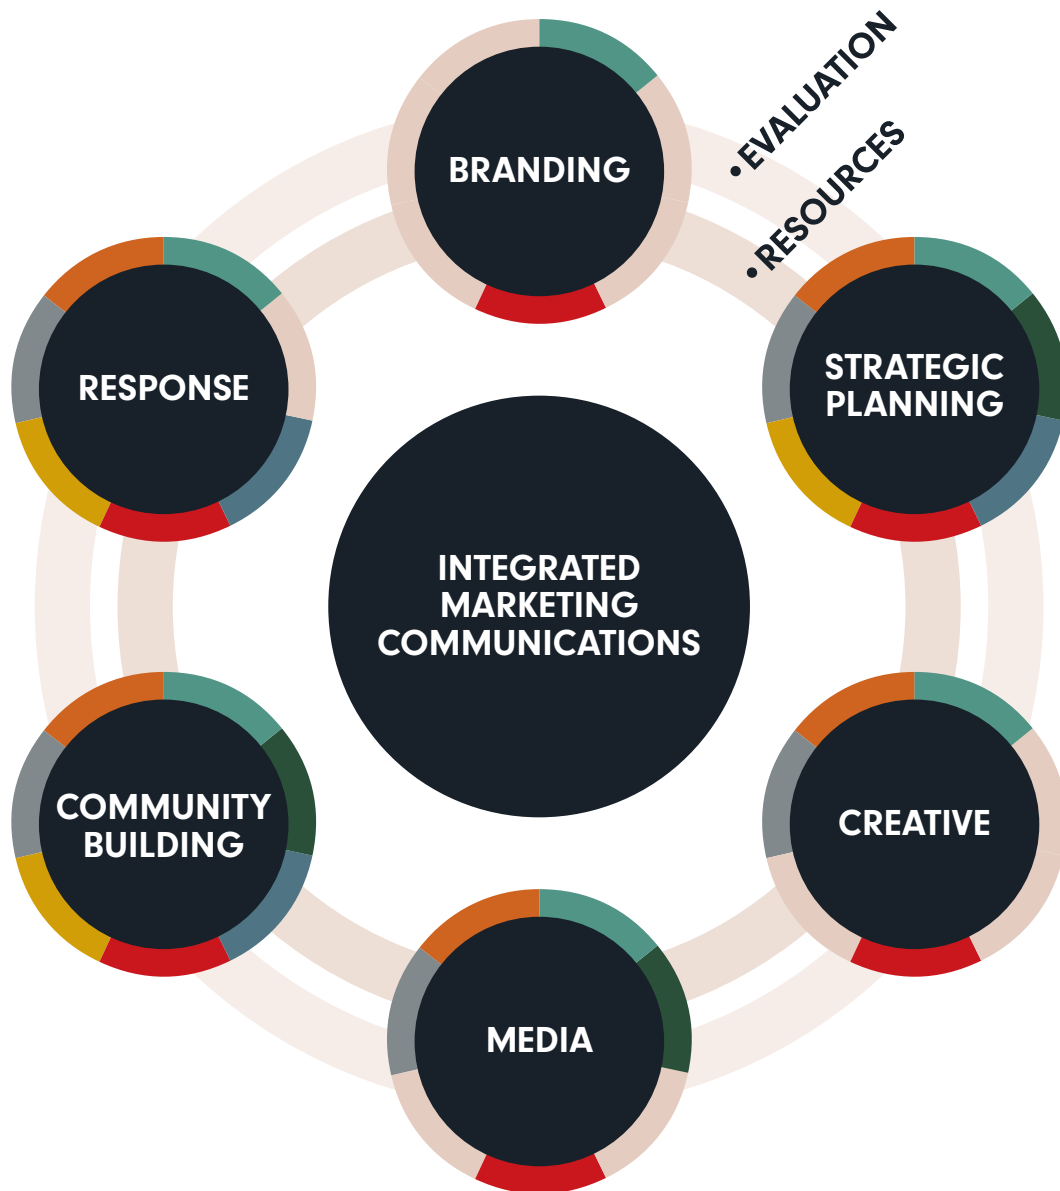 BRANDING
• EVALUATION
• RESOURCES
RESPONSE
STRATEGIC
PLANNING
INTEGRATED
MARKETING
COMMUNICATIONS
COMMUNITY
BUILDING
CREATIVE
MEDIA